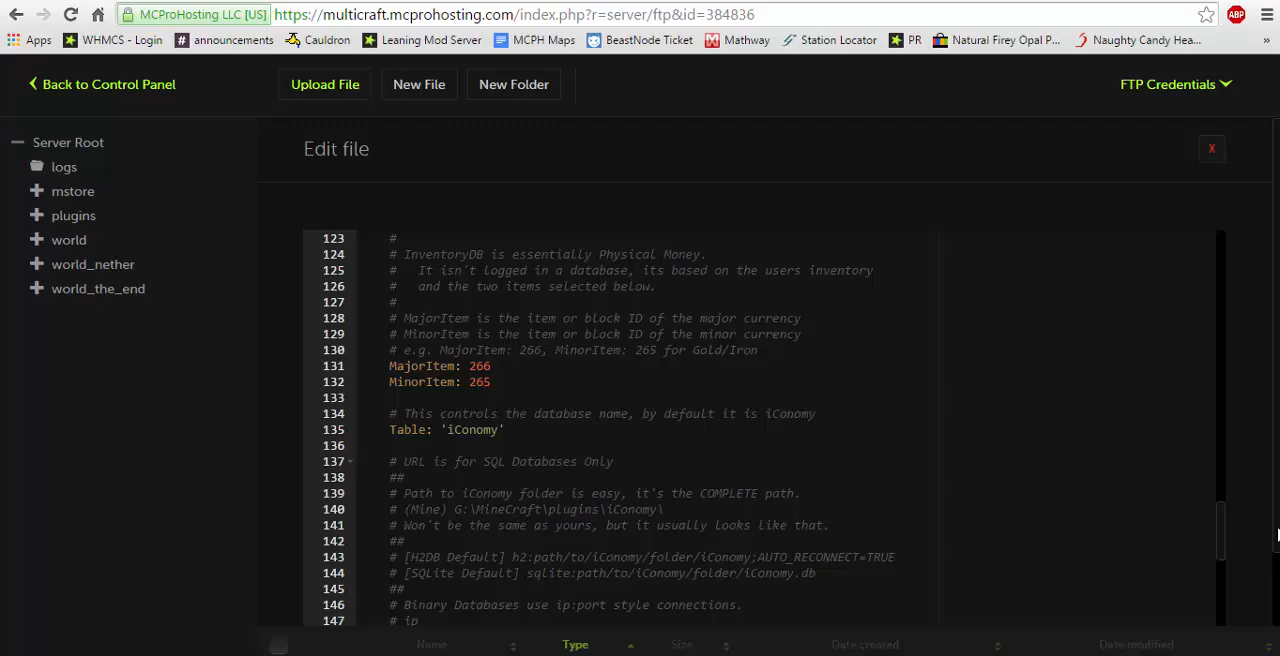 MCProHosting LLC [US] https://multicraft.mcprohosting.com/index.php?r=server/ftp&id=384836 ABP
Apps WHMCS - Login announcements Cauldron Leaning Mod Server MCPH Maps BeastNode Ticket Mathway Station Locator PR Natural Firey Opal P... Naughty Candy Hea... »
Back to Control Panel Upload File New File New Folder FTP Credentials
Server Root
logs
mstore
plugins
world
world_nether
world_the_end
Edit file X
123 #
124 # InventoryDB is essentially Physical Money.
125 # It isn't logged in a database, its based on the users inventory
126 # and the two items selected below.
127 #
128 # MajorItem is the item or block ID of the major currency
129 # MinorItem is the item or block ID of the minor currency
130 # e.g. MajorItem: 266, MinorItem: 265 for Gold/Iron
131 MajorItem: 266
132 MinorItem: 265
133
134 # This controls the database name, by default it is iConomy
135 Table: 'iConomy'
136
137 # URL is for SQL Databases Only
138 ##
139 # Path to iConomy folder is easy, it's the COMPLETE path.
140 # (Mine) G:\MineCraft\plugins\iConomy\
141 # Won't be the same as yours, but it usually looks like that.
142 ##
143 # [H2DB Default] h2:path/to/iConomy/folder/iConomy;AUTO_RECONNECT=TRUE
144 # [SQLite Default] sqlite:path/to/iConomy/folder/iConomy.db
145 ##
146 # Binary Databases use ip:port style connections.
147 # ip
Name Type Size Date created Date modified